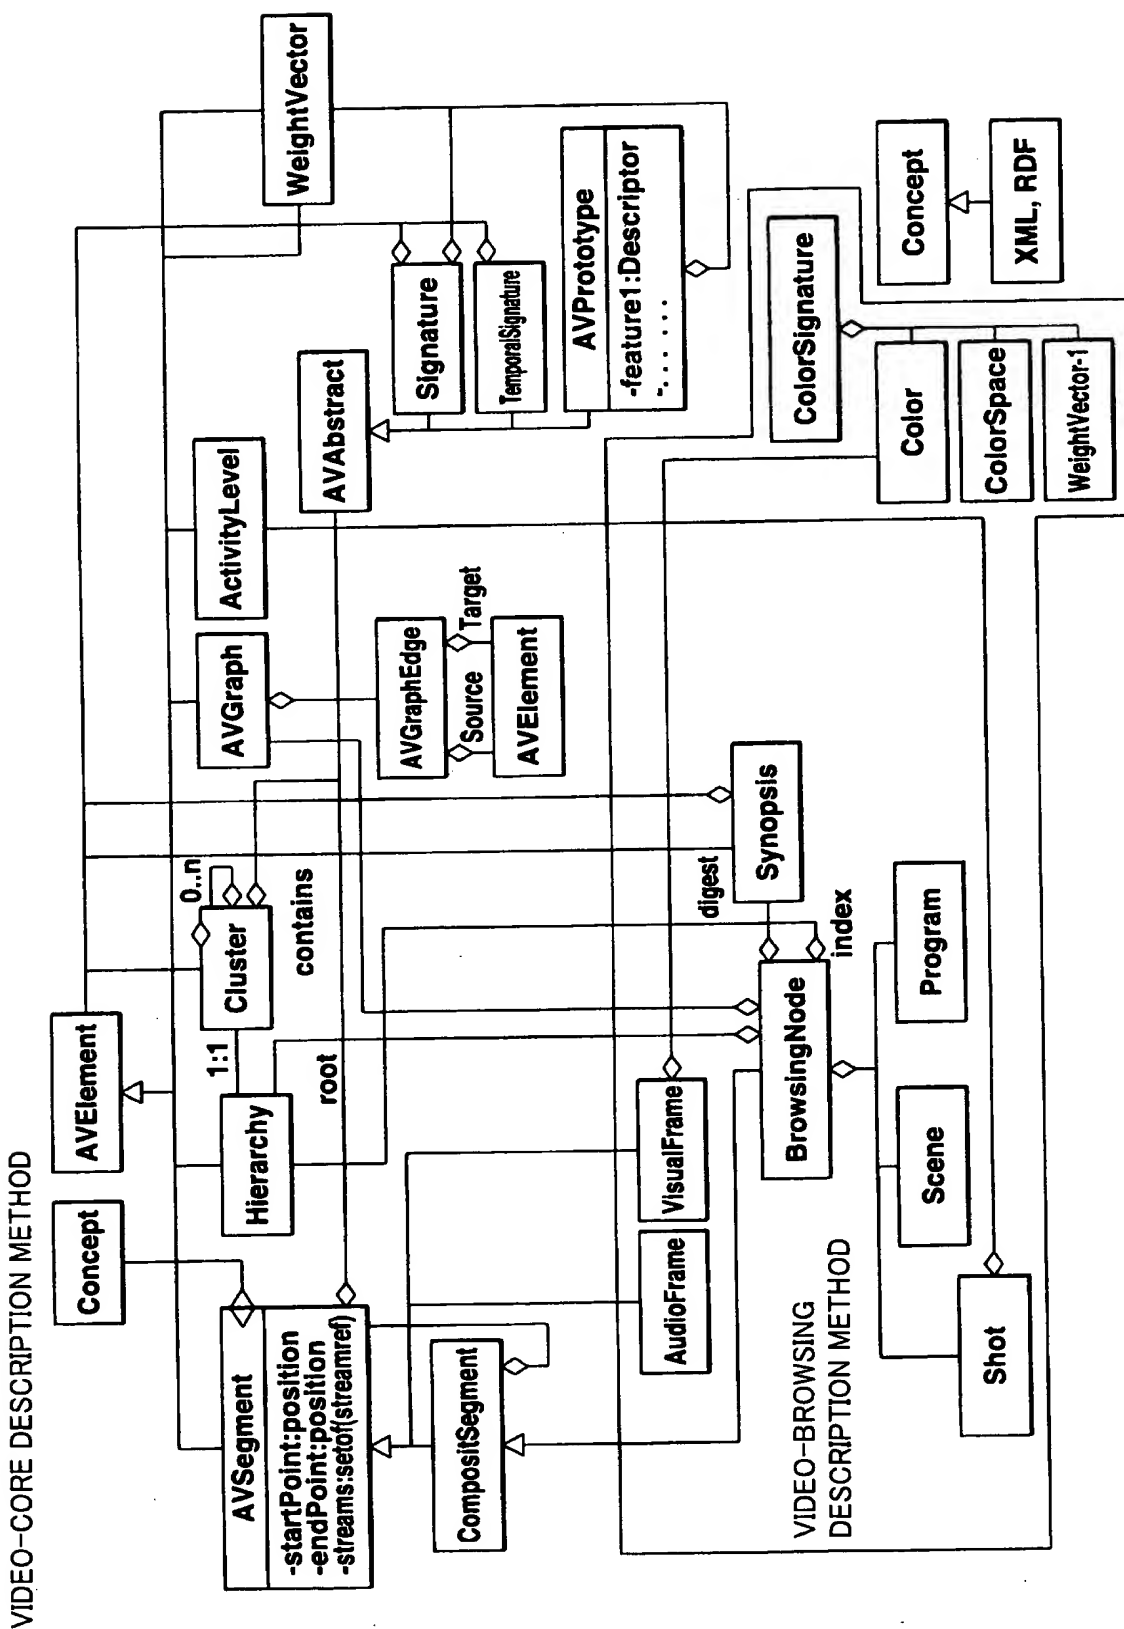 VIDEO-CORE DESCRIPTION METHOD
Concept
AVElement
AVSegment
-startPoint:position
-endPoint:position
-streams:setof(streamref)
Hierarchy
1:1
Cluster
0..n
AVGraph
ActivityLevel
WeightVector
root
contains
AVAbstract
CompositSegment
AVGraphEdge
Source
Target
AVElement
Signature
TemporalSignature
AVPrototype
-feature1:Descriptor
-......
AudioFrame
VisualFrame
digest
Synopsis
VIDEO-BROWSING
DESCRIPTION METHOD
BrowsingNode
index
Shot
Scene
Program
ColorSignature
Color
ColorSpace
WeightVector-1
Concept
XML, RDF